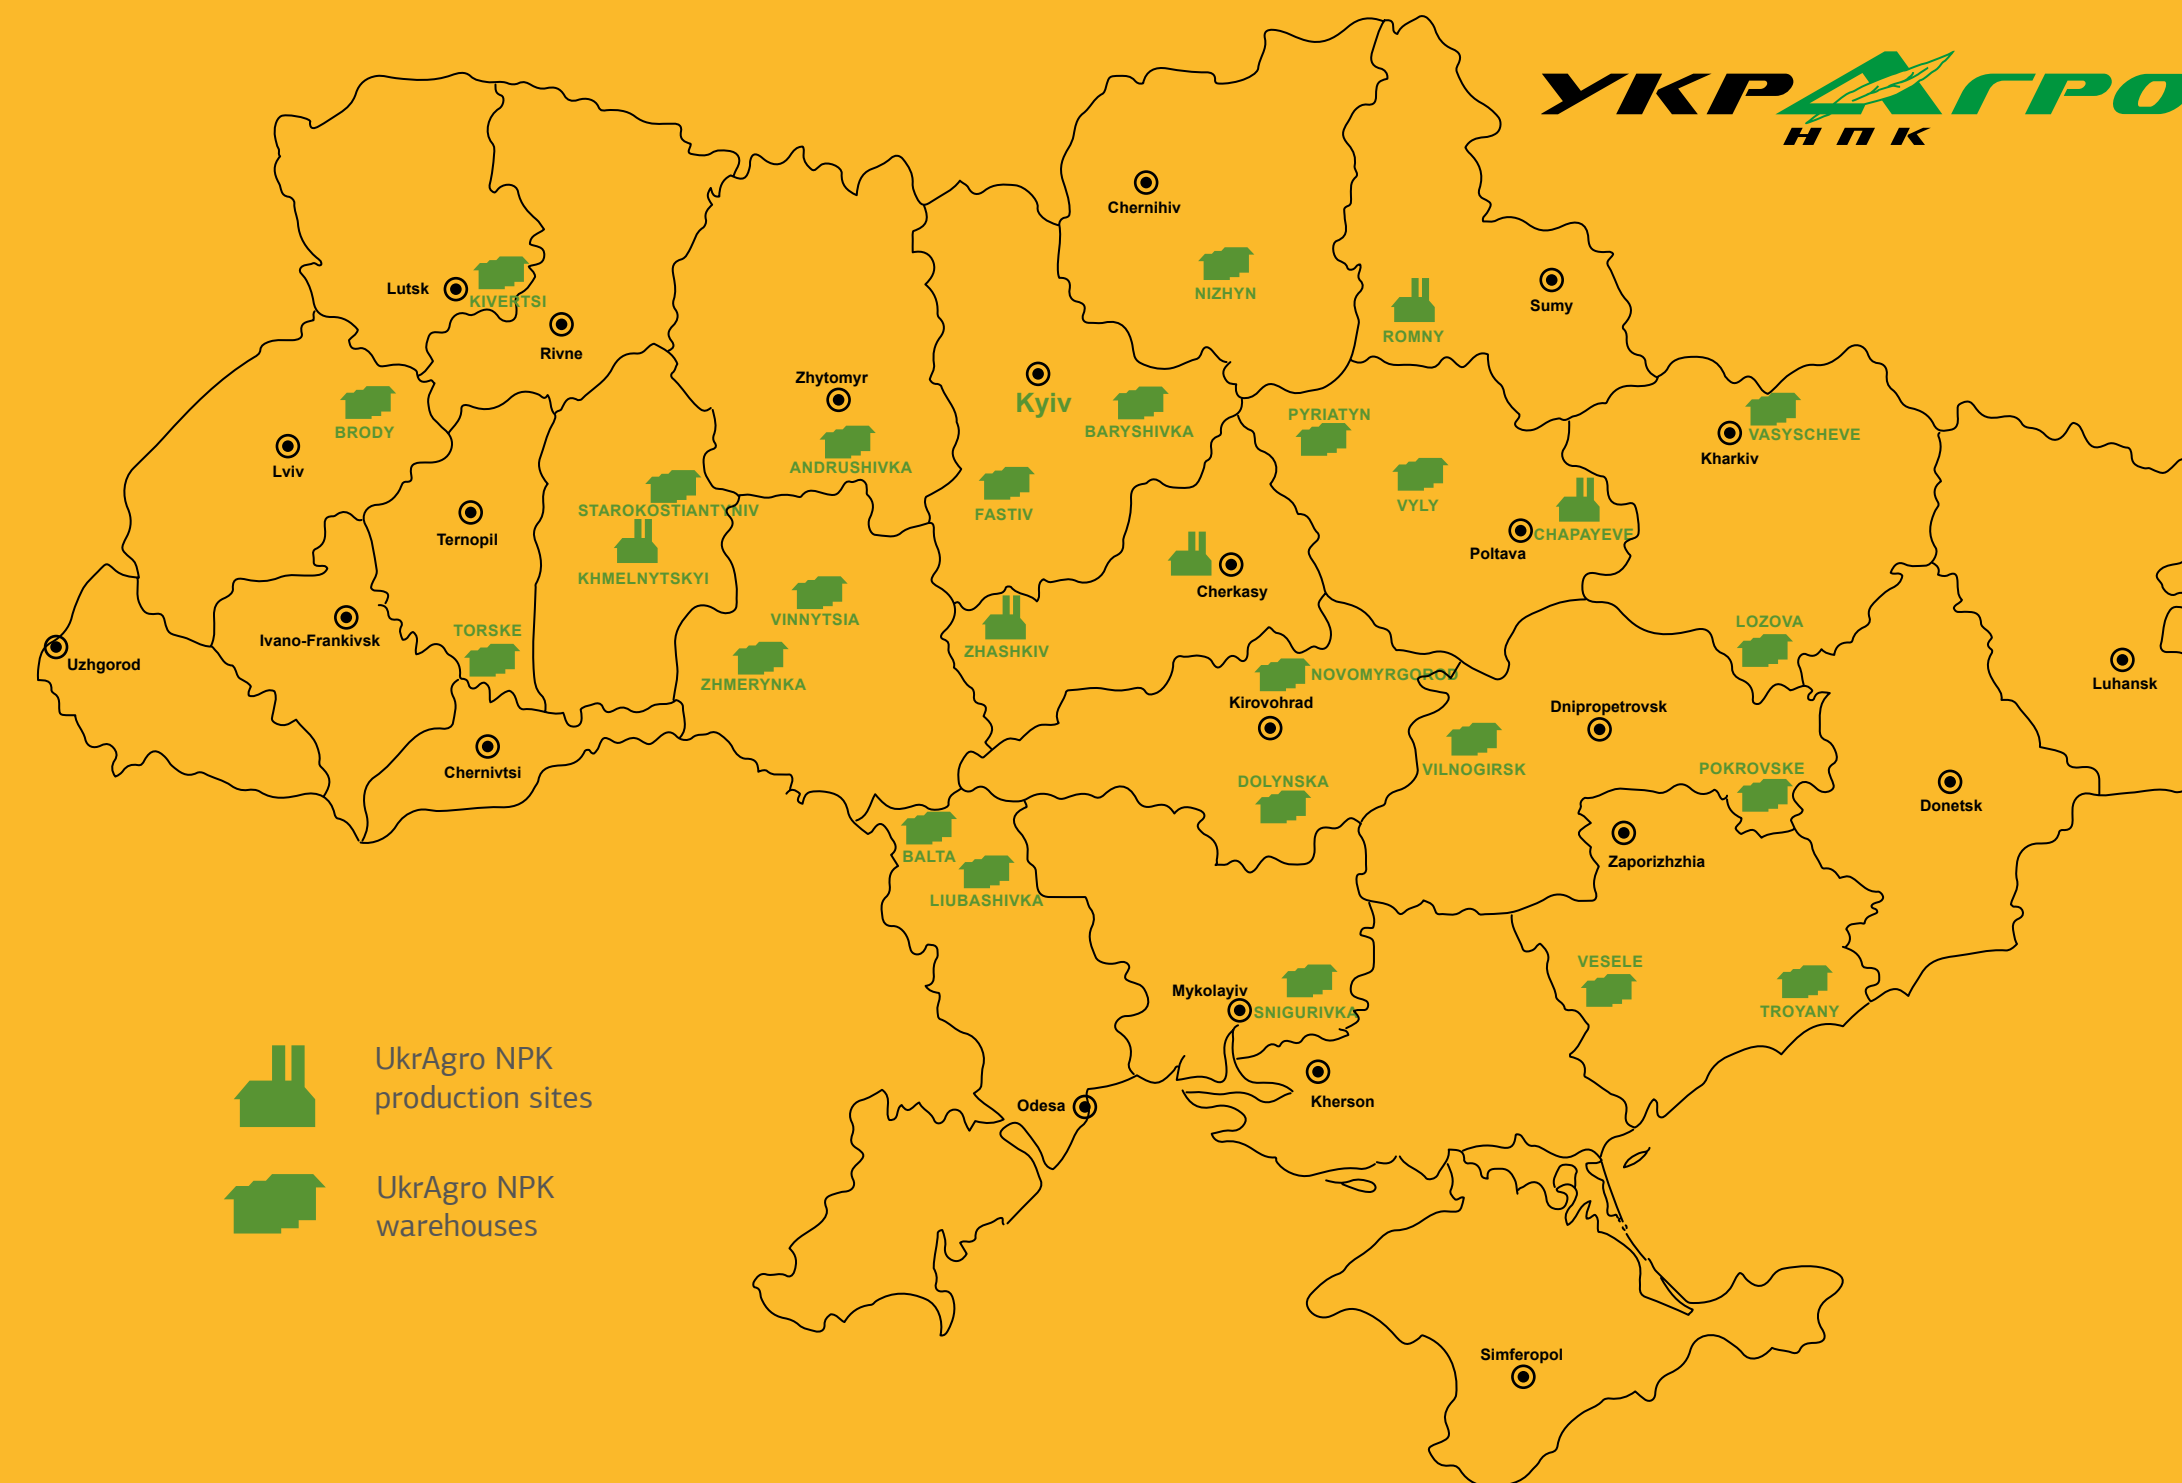 УКРАГРО
НПК
Chernihiv
NIZHYN
Lutsk
KIVERTSI
Sumy
ROMNY
Rivne
Zhytomyr
Kyiv
PYRIATYN
BRODY
BARYSHIVKA
VASYSCHEVE
Kharkiv
Lviv
ANDRUSHIVKA
STAROKOSTIANTYNIV
VYLY
FASTIV
Ternopil
CHAPAYEVE
Poltava
KHMELNYTSKYI
Cherkasy
VINNYTSIA
LOZOVA
TORSKE
Ivano-Frankivsk
ZHASHKIV
Uzhgorod
NOVOMYRGOROD
ZHMERYNKA
Luhansk
Kirovohrad
Dnipropetrovsk
Chernivtsi
VILNOGIRSK
POKROVSKE
DOLYNSKA
Donetsk
BALTA
Zaporizhzhia
LIUBASHIVKA
VESELE
Mykolayiv
SNIGURIVKA
TROYANY
UkrAgro NPK
production sites
Odesa
Kherson
UkrAgro NPK
warehouses
Simferopol